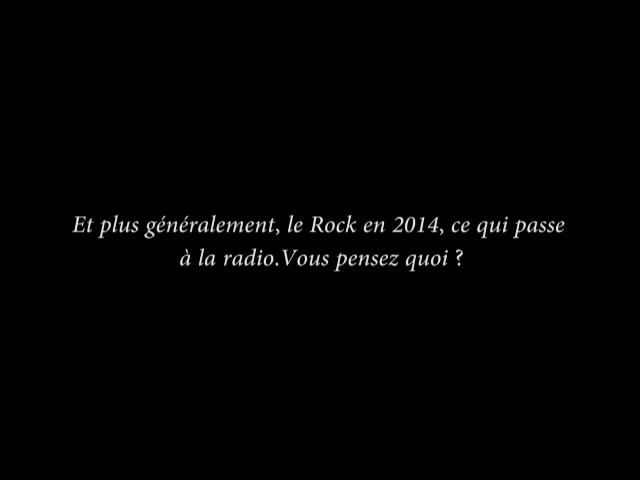 Et plus généralement, le Rock en 2014, ce qui passe
à la radio.Vous pensez quoi ?